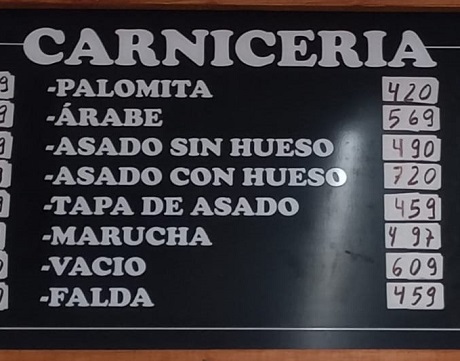 CARNICERIA
-PALOMITA 420
-ÁRABE 569
-ASADO SIN HUESO 490
-ASADO CON HUESO 720
-TAPA DE ASADO 459
-MARUCHA 497
-VACIO 609
-FALDA 459